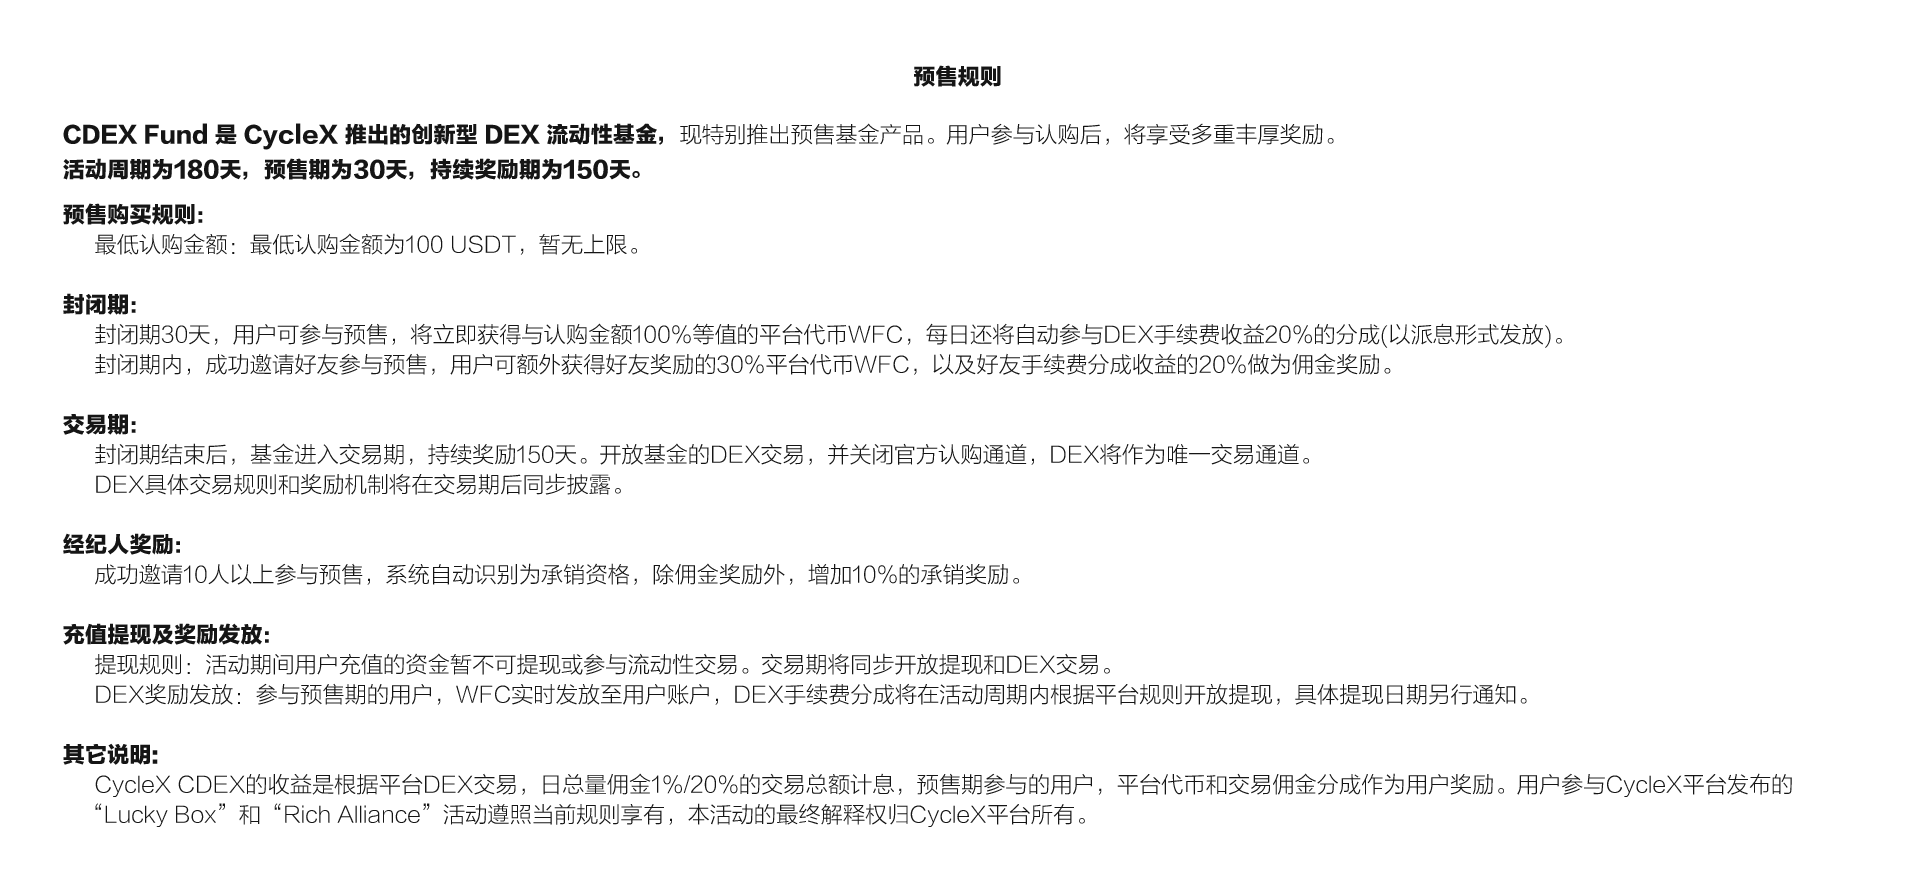 预售规则
CDEX Fund 是 CycleX 推出的创新型 DEX 流动性基金，现特别推出预售基金产品。用户参与认购后，将享受多重丰厚奖励。
活动周期为180天，预售期为30天，持续奖励期为150天。
预售购买规则：
最低认购金额：最低认购金额为100 USDT，暂无上限。
封闭期：
封闭期30天，用户可参与预售，将立即获得与认购金额100%等值的平台代币WFC，每日还将自动参与DEX手续费收益20%的分成(以派息形式发放)。
封闭期内，成功邀请好友参与预售，用户可额外获得好友奖励的30%平台代币WFC，以及好友手续费分成收益的20%做为佣金奖励。
交易期：
封闭期结束后，基金进入交易期，持续奖励150天。开放基金的DEX交易，并关闭官方认购通道，DEX将作为唯一交易通道。
DEX具体交易规则和奖励机制将在交易期后同步披露。
经纪人奖励：
成功邀请10人以上参与预售，系统自动识别为承销资格，除佣金奖励外，增加10%的承销奖励。
充值提现及奖励发放：
提现规则：活动期间用户充值的资金暂不可提现或参与流动性交易。交易期将同步开放提现和DEX交易。
DEX奖励发放：参与预售期的用户，WFC实时发放至用户账户，DEX手续费分成将在活动周期内根据平台规则开放提现，具体提现日期另行通知。
其它说明：
CycleX CDEX的收益是根据平台DEX交易，日总量佣金1%/20%的交易总额计息，预售期参与的用户，平台代币和交易佣金分成作为用户奖励。用户参与CycleX平台发布的
“Lucky Box”和“Rich Alliance”活动遵照当前规则享有，本活动的最终解释权归CycleX平台所有。